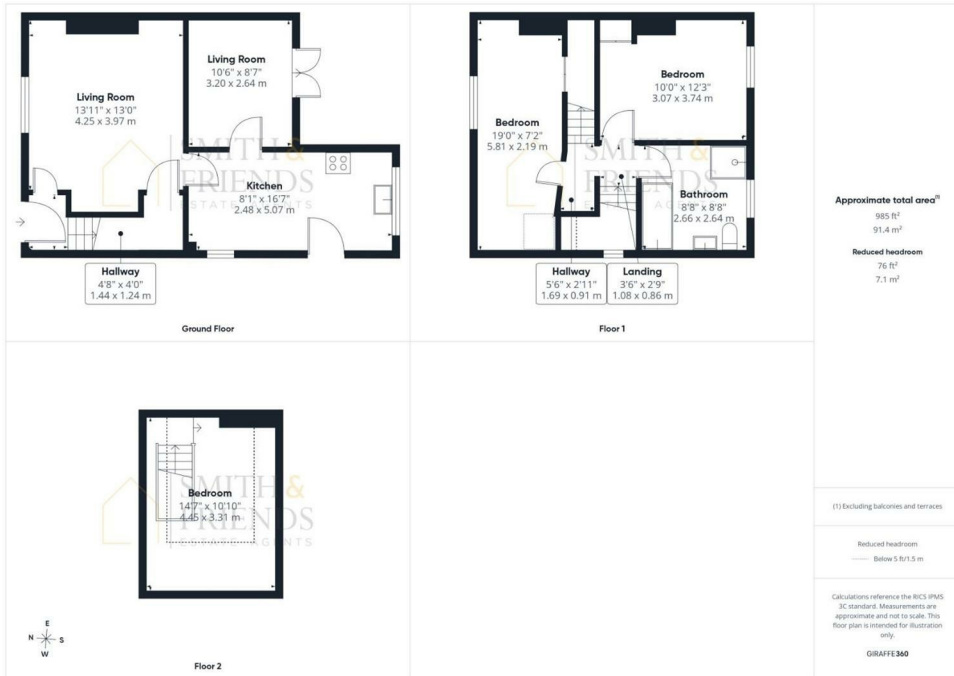 Living Room
13'11" x 13'0"
4.25 x 3.97 m
Living Room
10'6" x 8'7"
3.20 x 2.64 m
Kitchen
8'1" x 16'7"
2.48 x 5.07 m
Hallway
4'8" x 4'0"
1.44 x 1.24 m
SMITH &
FRIENDS
ESTATE AGENTS
Ground Floor
Bedroom
19'0" x 7'2"
5.81 x 2.19 m
Bedroom
10'0" x 12'3"
3.07 x 3.74 m
Bathroom
8'8" x 8'8"
2.66 x 2.64 m
Hallway
5'6" x 2'11"
1.69 x 0.91 m
Landing
3'6" x 2'9"
1.08 x 0.86 m
SMITH &
FRIENDS
ESTATE AGENTS
Floor 1
Bedroom
14'7" x 10'10"
4.45 x 3.31 m
SMITH &
FRIENDS
ESTATE AGENTS
E
N S
W
Floor 2
Approximate total area(1)
985 ft²
91.4 m²
Reduced headroom
76 ft²
7.1 m²
(1) Excluding balconies and terraces
Reduced headroom
Below 5 ft/1.5 m
Calculations reference the RICS IPMS
3C standard. Measurements are
approximate and not to scale. This
floor plan is intended for illustration
only.
GIRAFFE360